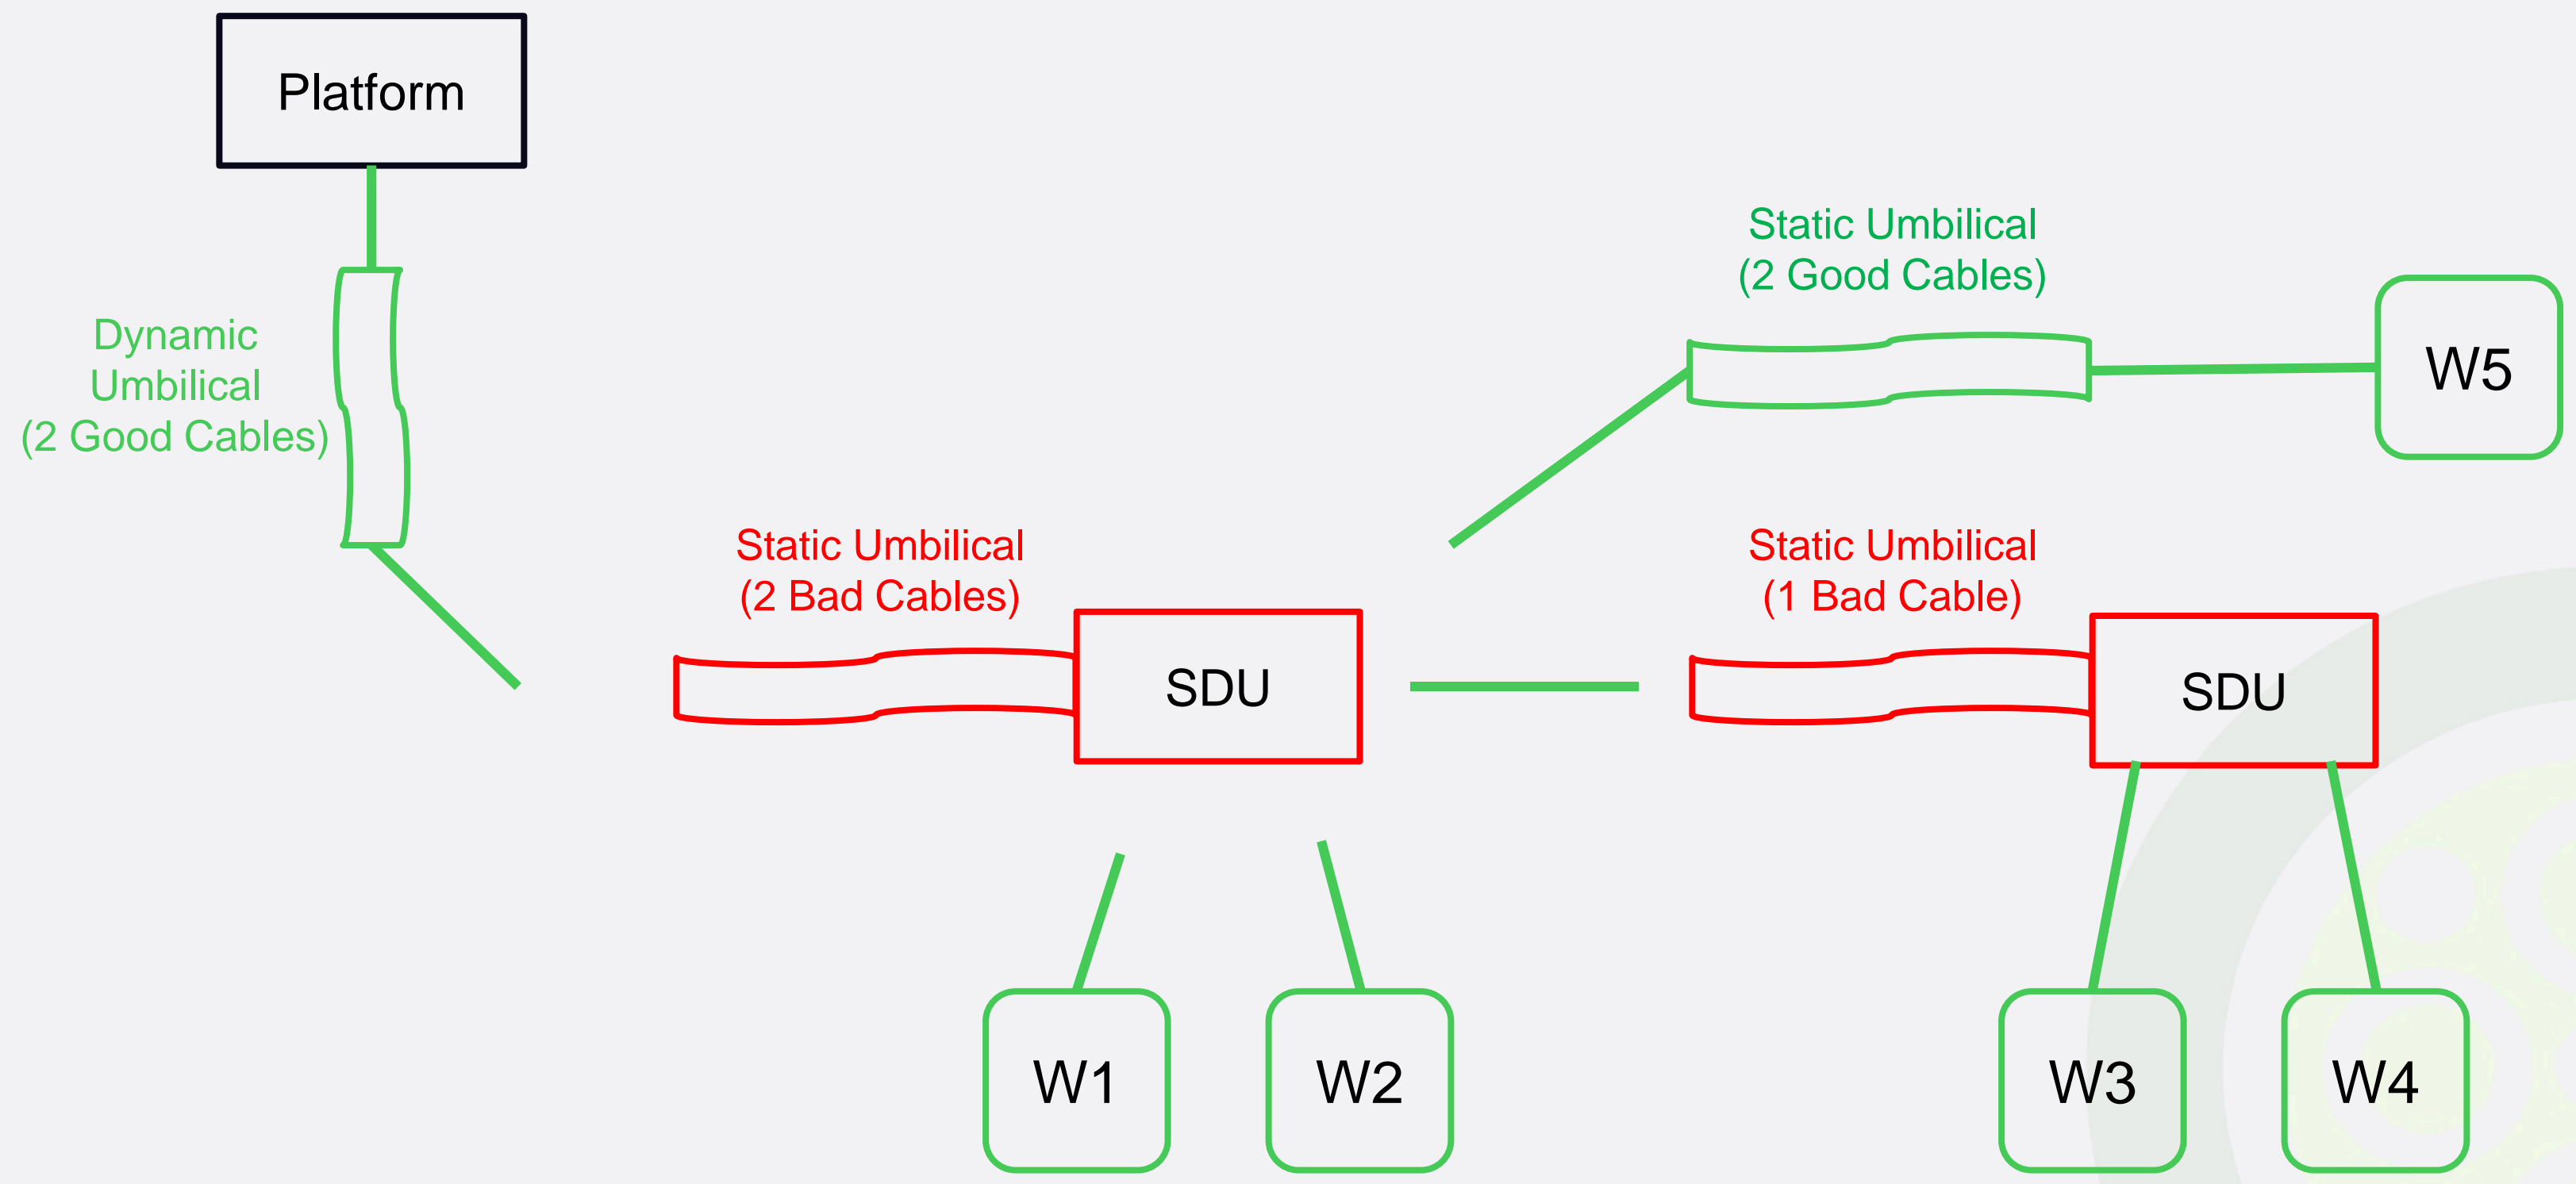 Platform
Static Umbilical
(2 Good Cables)
Dynamic
Umbilical
(2 Good Cables)
W5
Static Umbilical
(2 Bad Cables)
Static Umbilical
(1 Bad Cable)
SDU
SDU
W1
W2
W3
W4